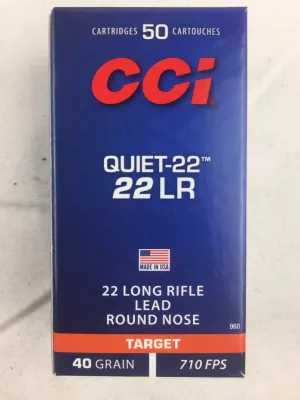 CARTRIDGES 50 CARTOUCHES
CCI
QUIET-22™
22 LR
MADE IN USA
22 LONG RIFLE
LEAD
ROUND NOSE
960
TARGET
40 GRAIN 710 FPS